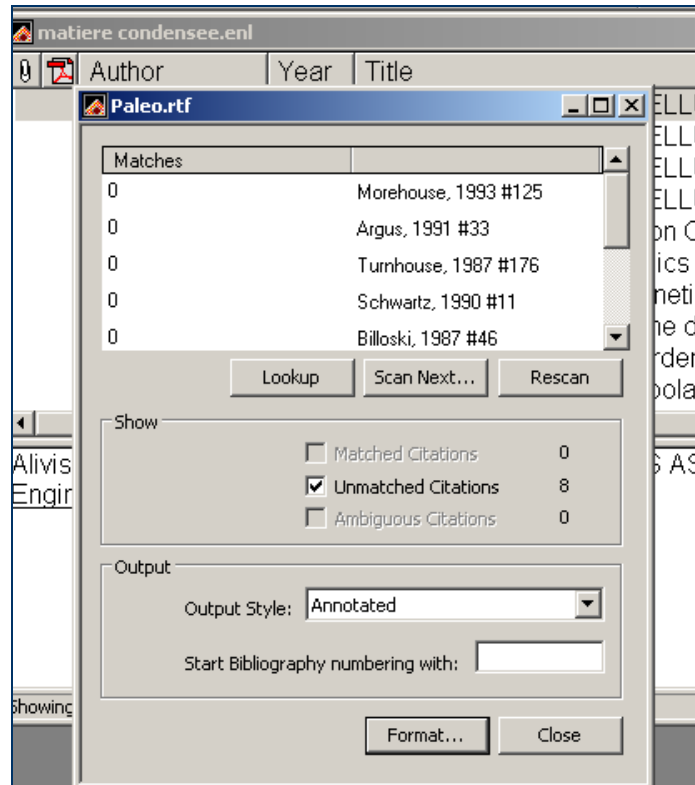 matiere condensee.enl
Author Year Title
Paleo.rtf
Matches
0 Morehouse, 1993 #125
0 Argus, 1991 #33
0 Turnhouse, 1987 #176
0 Schwartz, 1990 #11
0 Billoski, 1987 #46
Lookup Scan Next... Rescan
Show
Matched Citations 0
Unmatched Citations 8
Ambiguous Citations 0
Alivis
Engir
Output
Output Style: Annotated
Start Bibliography numbering with:
Showing
Format... Close